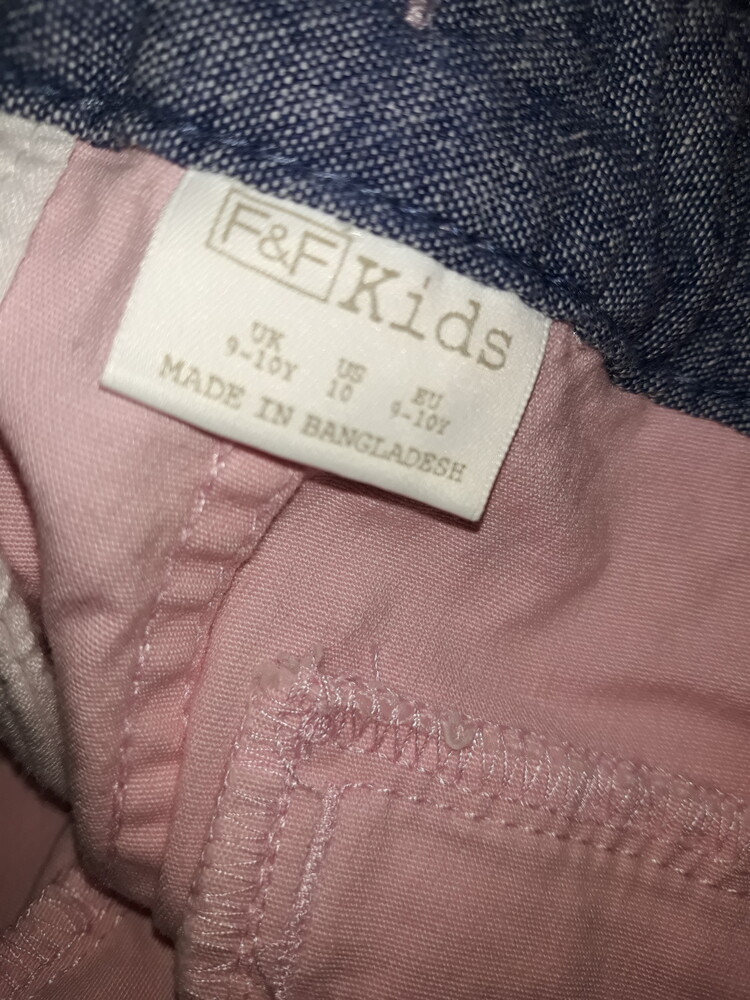 F&F Kids
UK US EU
9-10Y 10 9-10Y
MADE IN BANGLADESH